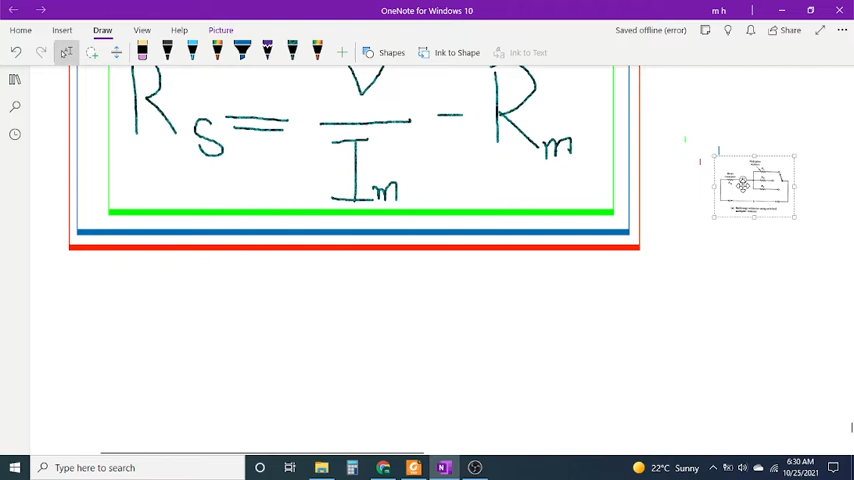 OneNote for Windows 10
m h
Home Insert Draw View Help Picture
Saved offline (error)
Share
Shapes
Ink to Shape
Ink to Text
V
R S = — - R m
I m
Type here to search
22°C Sunny
6:30 AM
10/25/2021